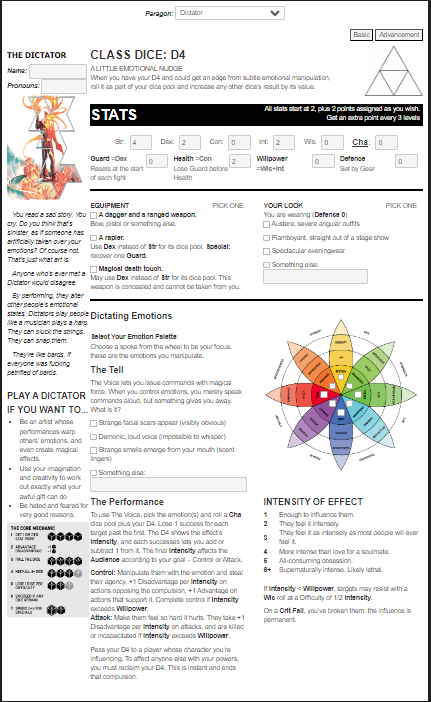 Paragon:
Dictator
Basic
Advancement
THE DICTATOR
Name:
Pronouns:
You read a sad story. You
cry. Do you think that's
sinister, as if someone has
artificially taken over your
emotions? Of course not.
That's just what art is.
Anyone who's ever met a
Dictator would disagree.
By performing, they alter
other people's emotional
states. Dictators play people
like a musician plays a harp.
They can pluck the strings.
They can snap them.
They're like bards, if
everyone was fucking
petrified of bards.
PLAY A DICTATOR
IF YOU WANT TO...
Be an artist whose
performances warp
others' emotions, and
even create magical
effects.
Use your imagination
and creativity to work
out exactly what your
awful gift can do
Be hated and feared for
very good reasons.
THE CORE MECHANIC
CLASS DICE: D4
A LITTLE EMOTIONAL NUDGE
When you have your D4 and could get an edge from subtle emotional manipulation,
roll it as part of your dice pool and increase any other dice's result by its value.
STATS
All stats start at 2, plus 2 points assigned as you wish.
Get an extra point every 3 levels
Str: 4 Dex: 2 Con: 0 Int: 2 Wis: 0 Cha: 0
Guard =Dex 0 Health =Con 2 Willpower 0 Defence 0
Resets at the start Lose Guard before =Wis+Int Set by Gear
of each fight Health
EQUIPMENT PICK ONE
A dagger and a ranged weapon.
Bow, pistol or something else.
A rapier.
Use Dex instead of Str for its dice pool. Special:
recover one Guard.
Magical death touch.
May use Dex instead of Str for its dice pool. This
weapon is concealed and cannot be taken from you.
YOUR LOOK PICK ONE
You are wearing (Defence 0)
Austere, severe angular outfits
Flamboyant, straight out of a stage show
Spectacular eveningwear
Something else:
Dictating Emotions
Select Your Emotion Palette:
Choose a spoke from the wheel to be your focus:
these are the emotions you manipulate.
The Tell
The Voice lets you issue commands with magical
force. When you control emotions, you merely speak
commands aloud, but something gives you away.
What is it?
Strange facial scars appear (visibly obvious)
Demonic, loud voice (impossible to whisper)
Strange smells emerge from your mouth (scent
lingers)
Something else:
The Performance
To use The Voice, pick the emotion(s) and roll a Cha
dice pool plus your D4. Lose 1 success for each
target past the first. The D4 shows the effect's
Intensity, and each successes lets you add or
subtract 1 from it. The final Intensity affects the
Audience according to your goal – Control or Attack.
Control: Manipulate them with the emotion and steal
their agency. +1 Disadvantage per Intensity on
actions opposing the compulsion, +1 Advantage on
actions that support it. Complete control if Intensity
exceeds Willpower.
Attack: Make them feel so hard it hurts. They take +1
Disadvantage per Intensity on attacks, and are killed
or incapacitated if Intensity exceeds Willpower.
Pass your D4 to a player whose character you're
influencing. To affect anyone else with your powers,
you must reclaim your D4. This is instant and ends
that compulsion.
INTENSITY OF EFFECT
1 Enough to influence them.
2 They feel it intensely.
3 They feel it as intensely as most people will ever
feel it.
4 More intense than love for a soulmate.
5 All-consuming obsession.
6+ Supernaturally intense. Likely lethal.
If Intensity < Willpower, targets may resist with a
Wis roll at a Difficulty of 1/2 Intensity.
On a Crit Fail, you've broken them; the influence is
permanent.